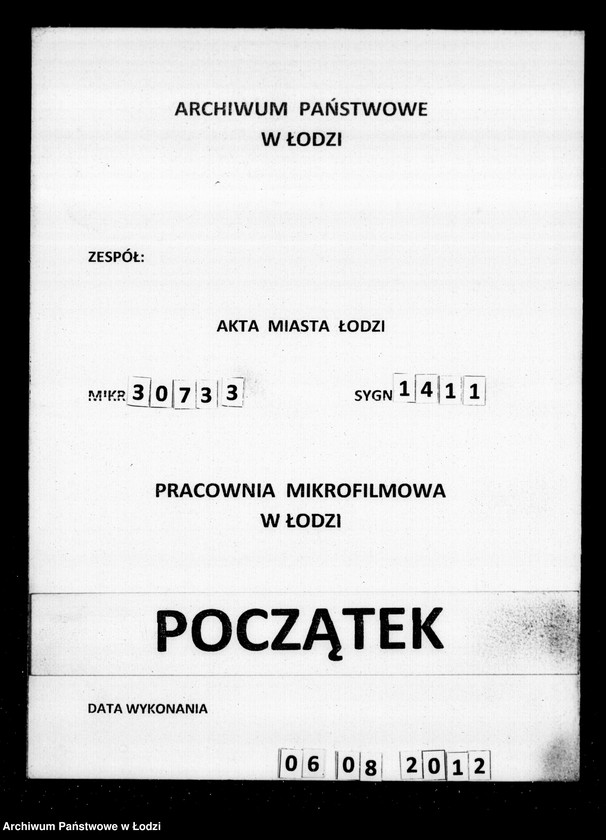 ARCHIWUM PAŃSTWOWE
W ŁODZI
ZESPÓŁ:
AKTA MIASTA ŁODZI
MIKR 30733 SYGN 1411
PRACOWNIA MIKROFILMOWA
W ŁODZI
POCZĄTEK
DATA WYKONANIA
06 08 2012
Archiwum Państwowe w Łodzi